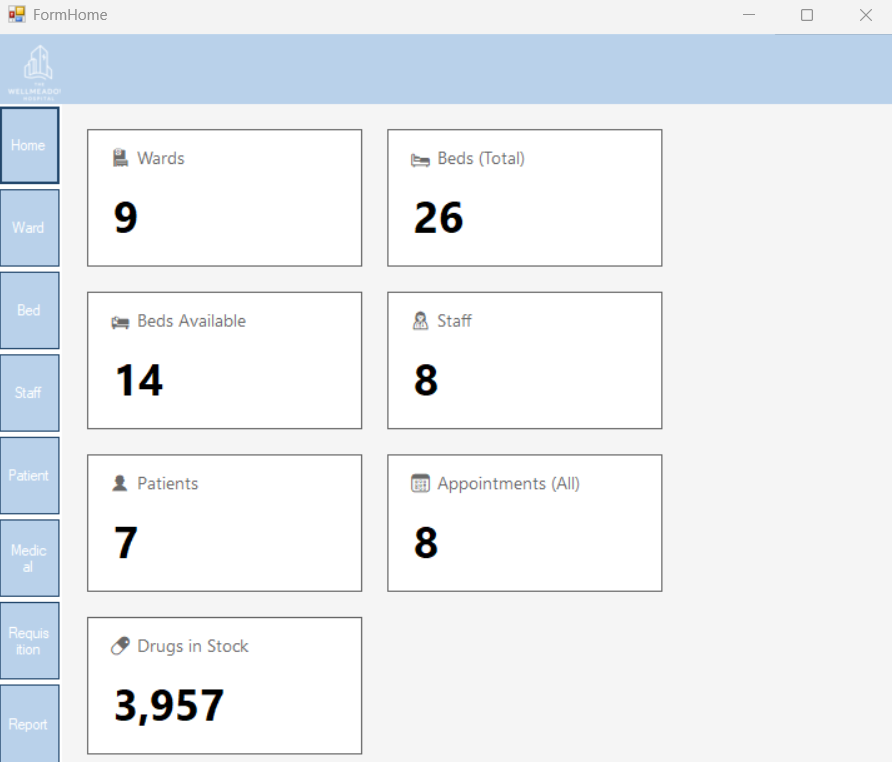 FormHome
THE
WELLMEADOWS
HOSPITAL
Home
Ward
Bed
Staff
Patient
Medic
al
Requis
ition
Report
Wards
9
Beds (Total)
26
Beds Available
14
Staff
8
Patients
7
Appointments (All)
8
Drugs in Stock
3,957